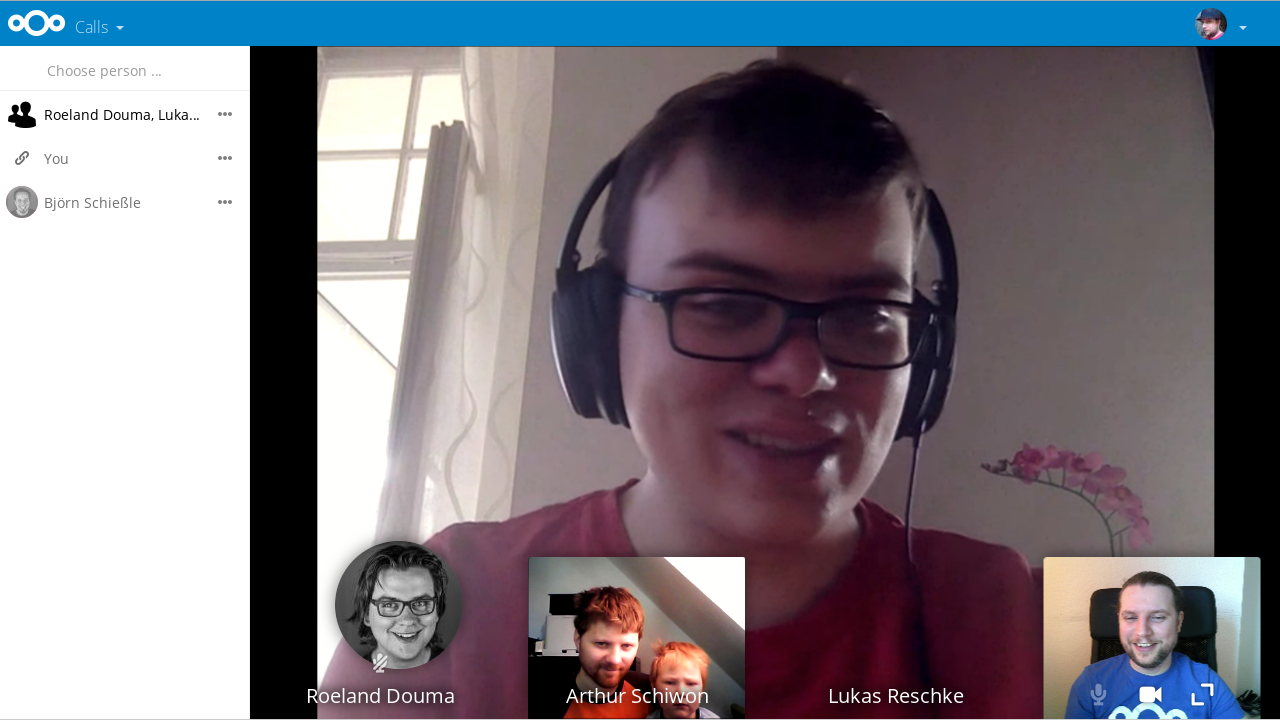 Calls
Choose person ...
Roeland Douma, Luka...
You
Björn Schießle
Roeland Douma
Arthur Schiwon
Lukas Reschke